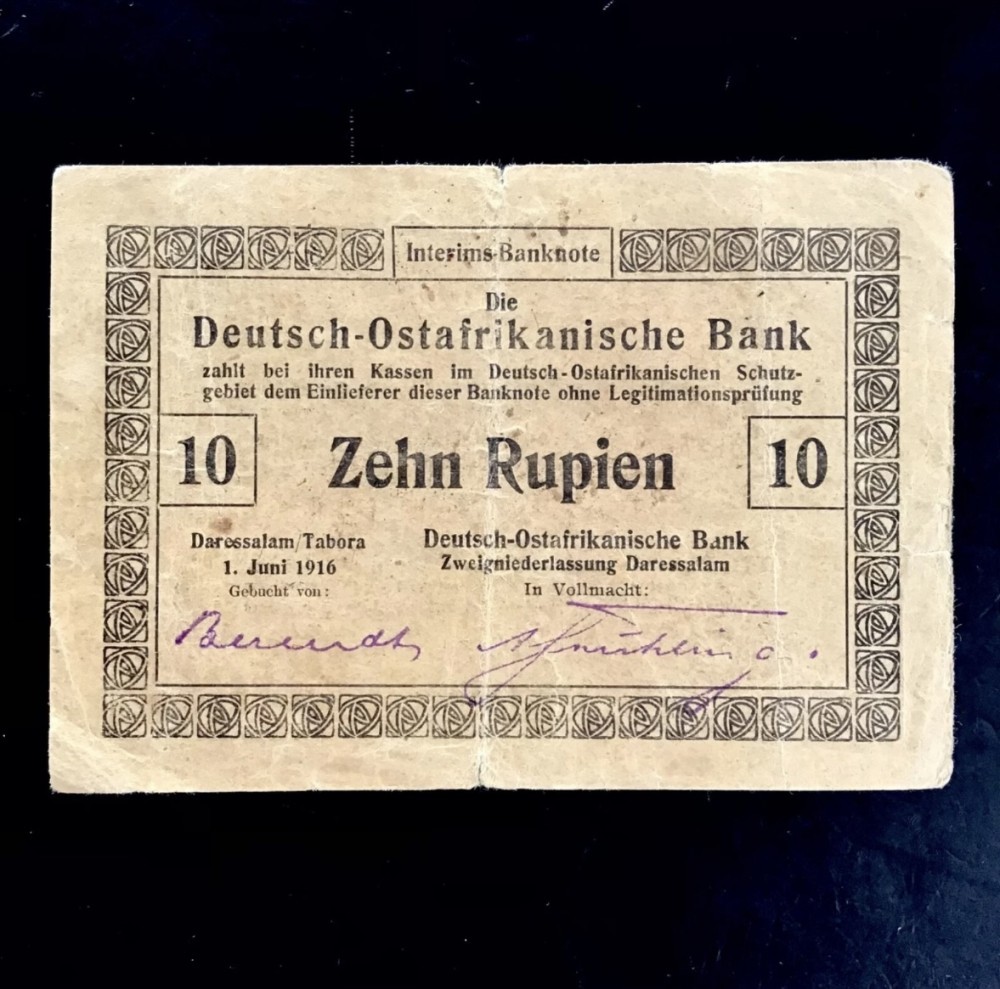 Interims-Banknote
Die
Deutsch-Ostafrikanische Bank
zahlt bei ihren Kassen im Deutsch-Ostafrikanischen Schutz-
gebiet dem Einlieferer dieser Banknote ohne Legitimationsprüfung
10 Zehn Rupien 10
Daressalam/Tabora
1. Juni 1916
Gebucht von:
Berendt
Deutsch-Ostafrikanische Bank
Zweigniederlassung Daressalam
In Vollmacht: